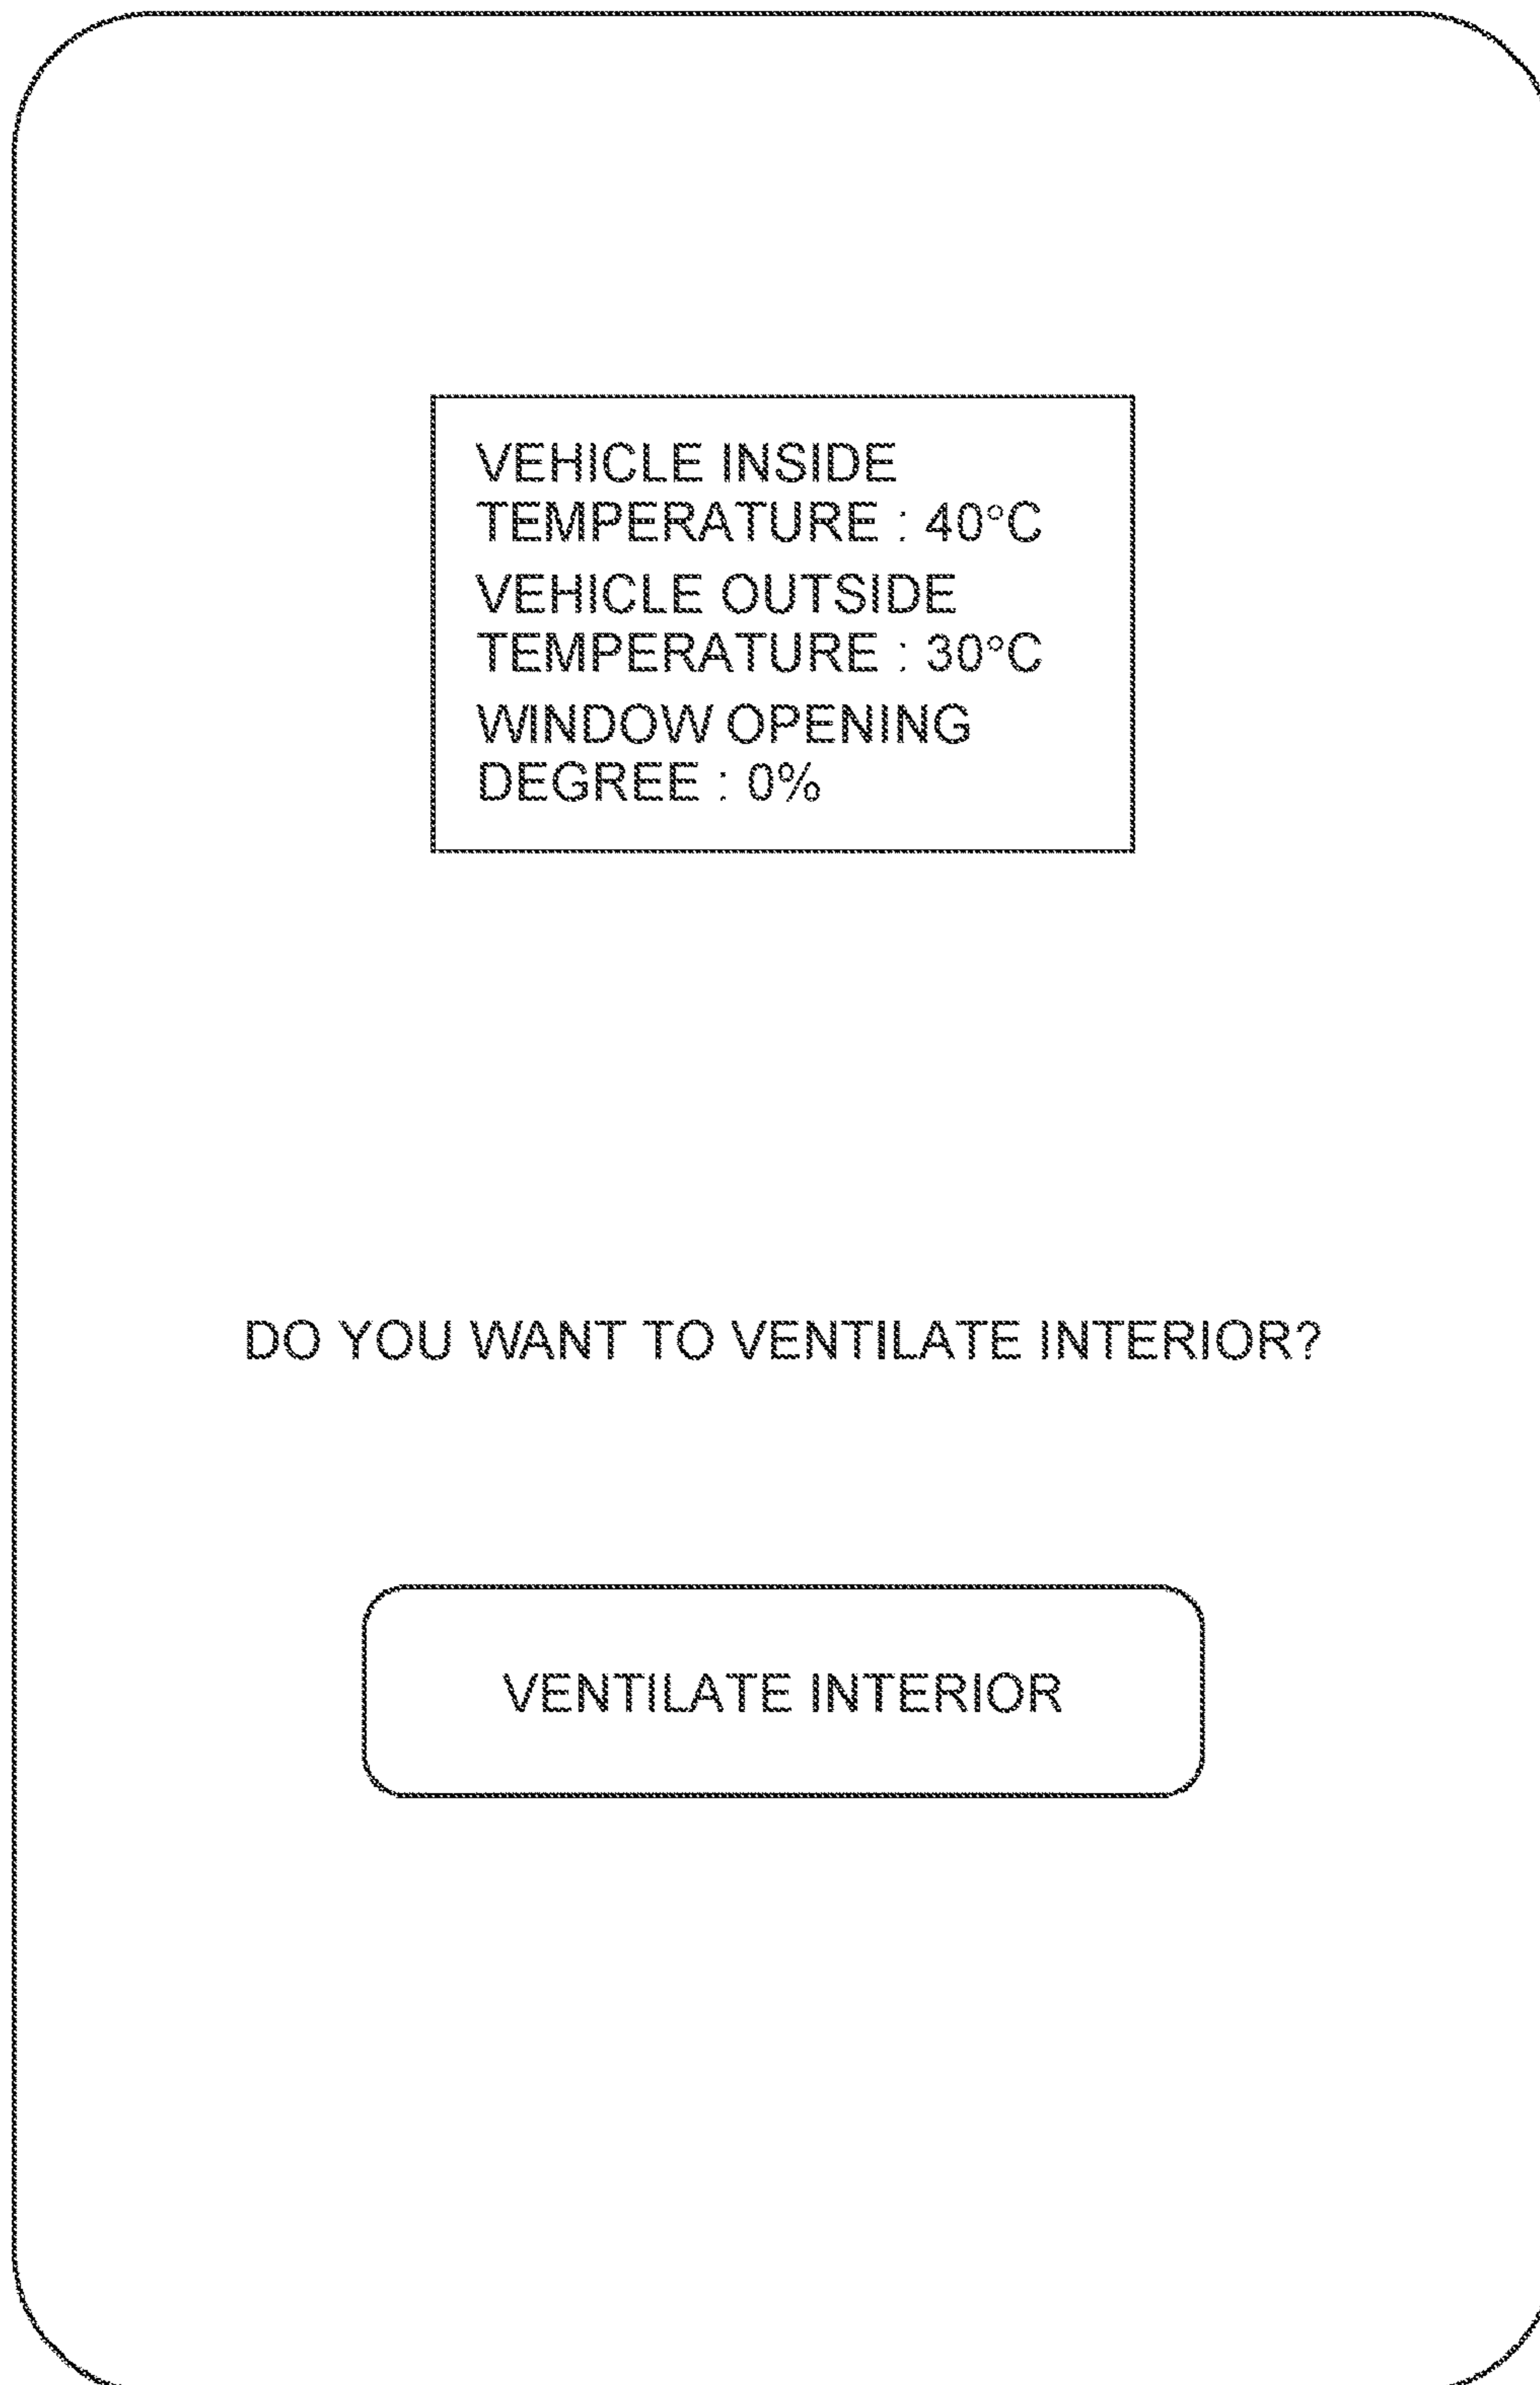 VEHICLE INSIDE
TEMPERATURE : 40°C
VEHICLE OUTSIDE
TEMPERATURE : 30°C
WINDOW OPENING
DEGREE : 0%
DO YOU WANT TO VENTILATE INTERIOR?
VENTILATE INTERIOR